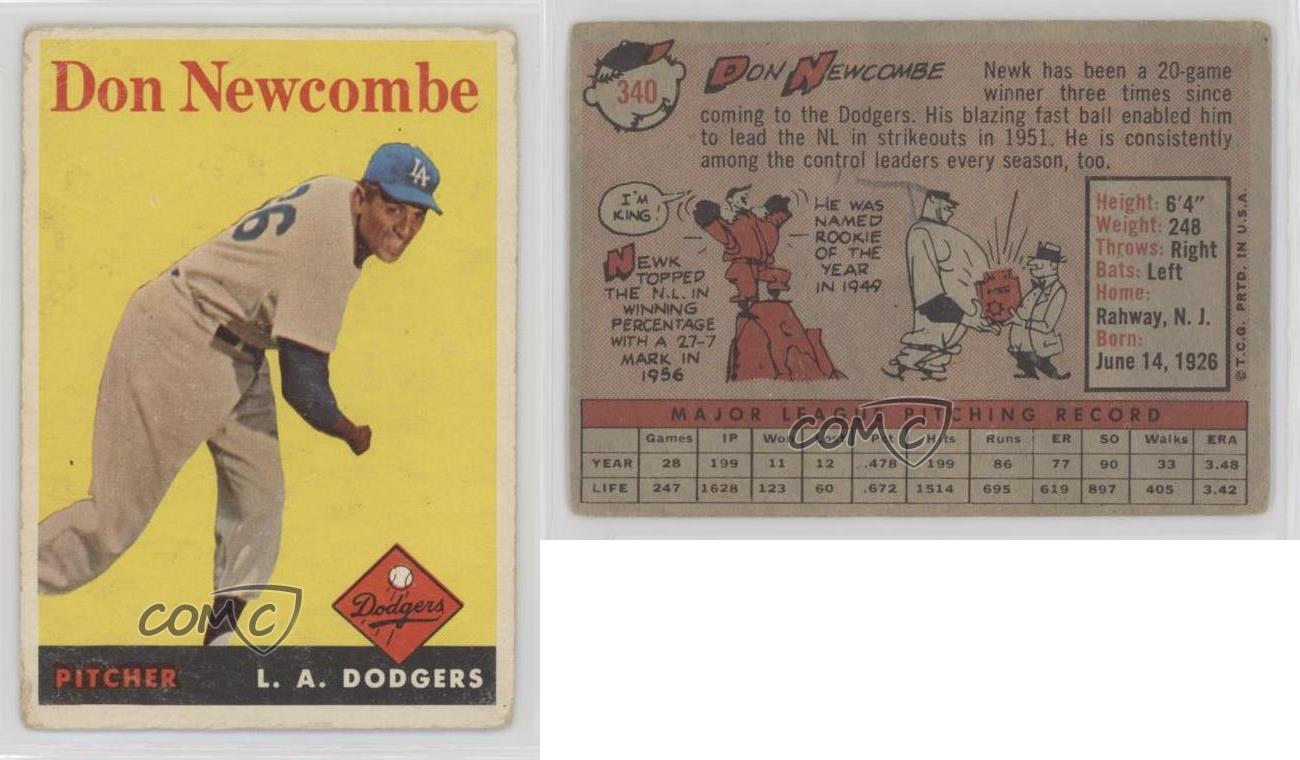 Don Newcombe
36
LA
Dodgers
PITCHER
L. A. DODGERS
COMC
340
DON NEWCOMBE
Newk has been a 20-game
winner three times since
coming to the Dodgers. His blazing fast ball enabled him
to lead the NL in strikeouts in 1951. He is consistently
among the control leaders every season, too.
I'M
KING!
NEWK
TOPPED
THE N.L. IN
WINNING
PERCENTAGE
WITH A 27-7
MARK IN
1956
HE WAS
NAMED
ROOKIE
OF THE
YEAR
IN 1949
Height: 6'4"
Weight: 248
Throws: Right
Bats: Left
Home:
Rahway, N. J.
Born:
June 14, 1926
©T.C.G. PRTD. IN U.S.A.
MAJOR LEAGUE PITCHING RECORD
Games IP Won Lost Pct Hits Runs ER SO Walks ERA
YEAR 28 199 11 12 .478 199 86 77 90 33 3.48
LIFE 247 1628 123 60 .672 1514 695 619 897 405 3.42
COMC